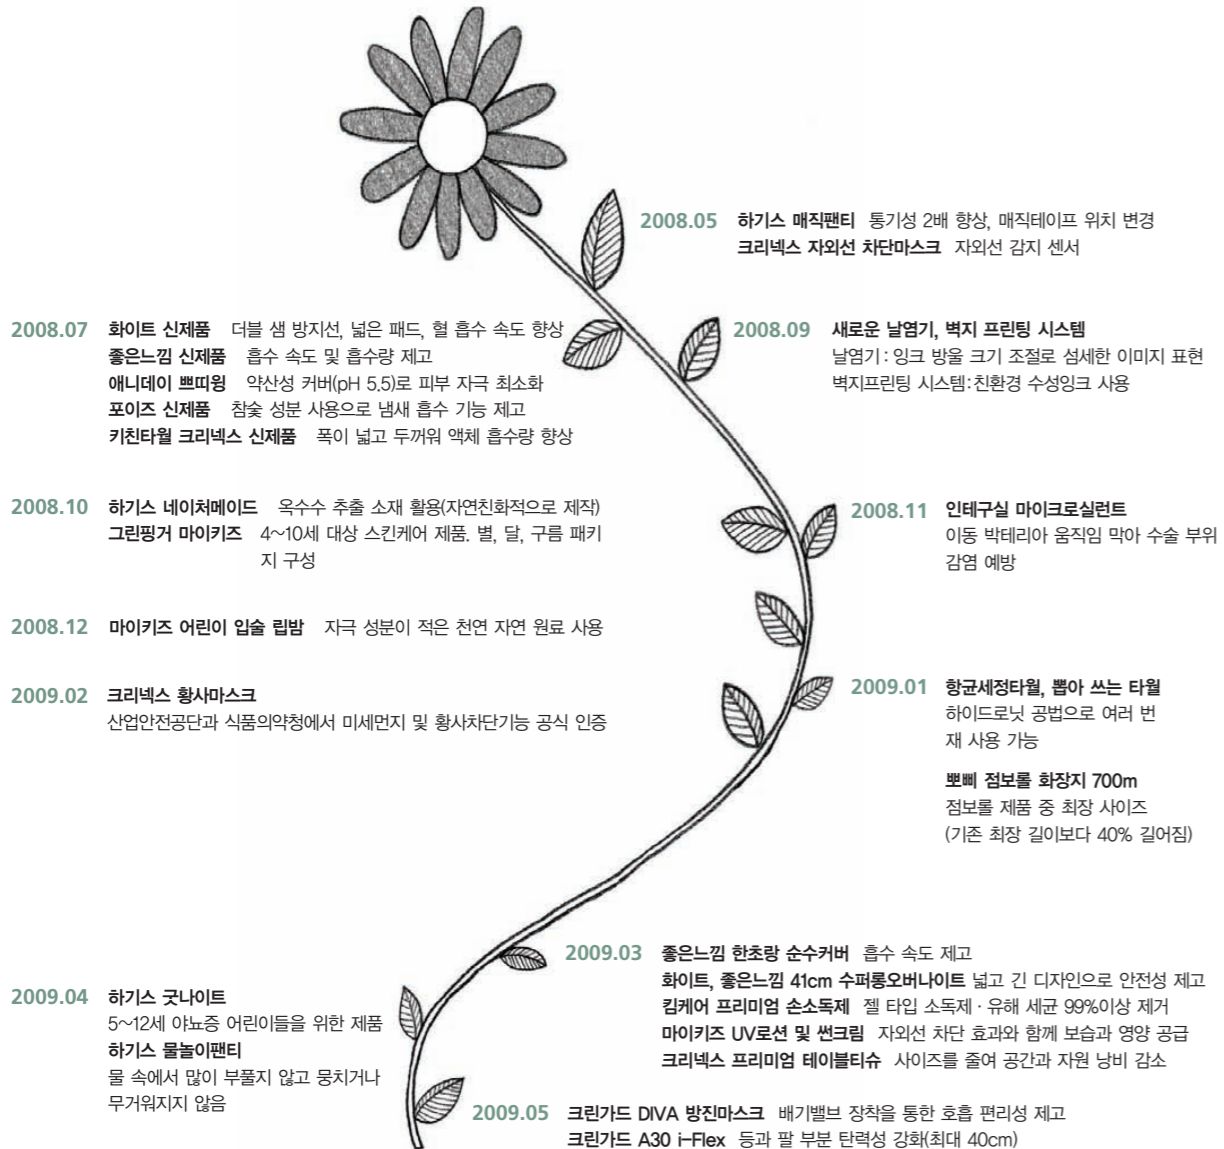 2008.05 하기스 매직팬티 통기성 2배 향상, 매직테이프 위치 변경
크리넥스 자외선 차단마스크 자외선 감지 센서
2008.07 화이트 신제품 더블 샘 방지선, 넓은 패드, 혈 흡수 속도 향상
좋은느낌 신제품 흡수 속도 및 흡수량 제고
애니데이 쁘띠윙 약산성 커버(pH 5.5)로 피부 자극 최소화
포이즈 신제품 참숯 성분 사용으로 냄새 흡수 기능 제고
키친타월 크리넥스 신제품 폭이 넓고 두꺼워 액체 흡수량 향상
2008.09 새로운 날염기, 벽지 프린팅 시스템
날염기 : 잉크 방울 크기 조절로 섬세한 이미지 표현
벽지프린팅 시스템:친환경 수성잉크 사용
2008.10 하기스 네이처메이드 옥수수 추출 소재 활용(자연친화적으로 제작)
그린핑거 마이키즈 4~10세 대상 스킨케어 제품. 별, 달, 구름 패키
지 구성
2008.11 인테구실 마이크로실런트
이동 박테리아 움직임 막아 수술 부위
감염 예방
2008.12 마이키즈 어린이 입술 립밤 자극 성분이 적은 천연 자연 원료 사용
2009.02 크리넥스 황사마스크
산업안전공단과 식품의약청에서 미세먼지 및 황사차단기능 공식 인증
2009.01 항균세정타월, 뽑아 쓰는 타월
하이드로닛 공법으로 여러 번
재 사용 가능
뽀삐 점보롤 화장지 700m
점보롤 제품 중 최장 사이즈
(기존 최장 길이보다 40% 길어짐)
2009.03 좋은느낌 한초랑 순수커버 흡수 속도 제고
화이트, 좋은느낌 41cm 수퍼롱오버나이트 넓고 긴 디자인으로 안전성 제고
킴케어 프리미엄 손소독제 젤 타입 소독제 · 유해 세균 99%이상 제거
마이키즈 UV로션 및 썬크림 자외선 차단 효과와 함께 보습과 영양 공급
크리넥스 프리미엄 테이블티슈 사이즈를 줄여 공간과 자원 낭비 감소
2009.04 하기스 굿나이트
5~12세 야뇨증 어린이들을 위한 제품
하기스 물놀이팬티
물 속에서 많이 부풀지 않고 뭉치거나
무거워지지 않음
2009.05 크린가드 DIVA 방진마스크 배기밸브 장착을 통한 호흡 편리성 제고
크린가드 A30 i-Flex 등과 팔 부분 탄력성 강화(최대 40cm)